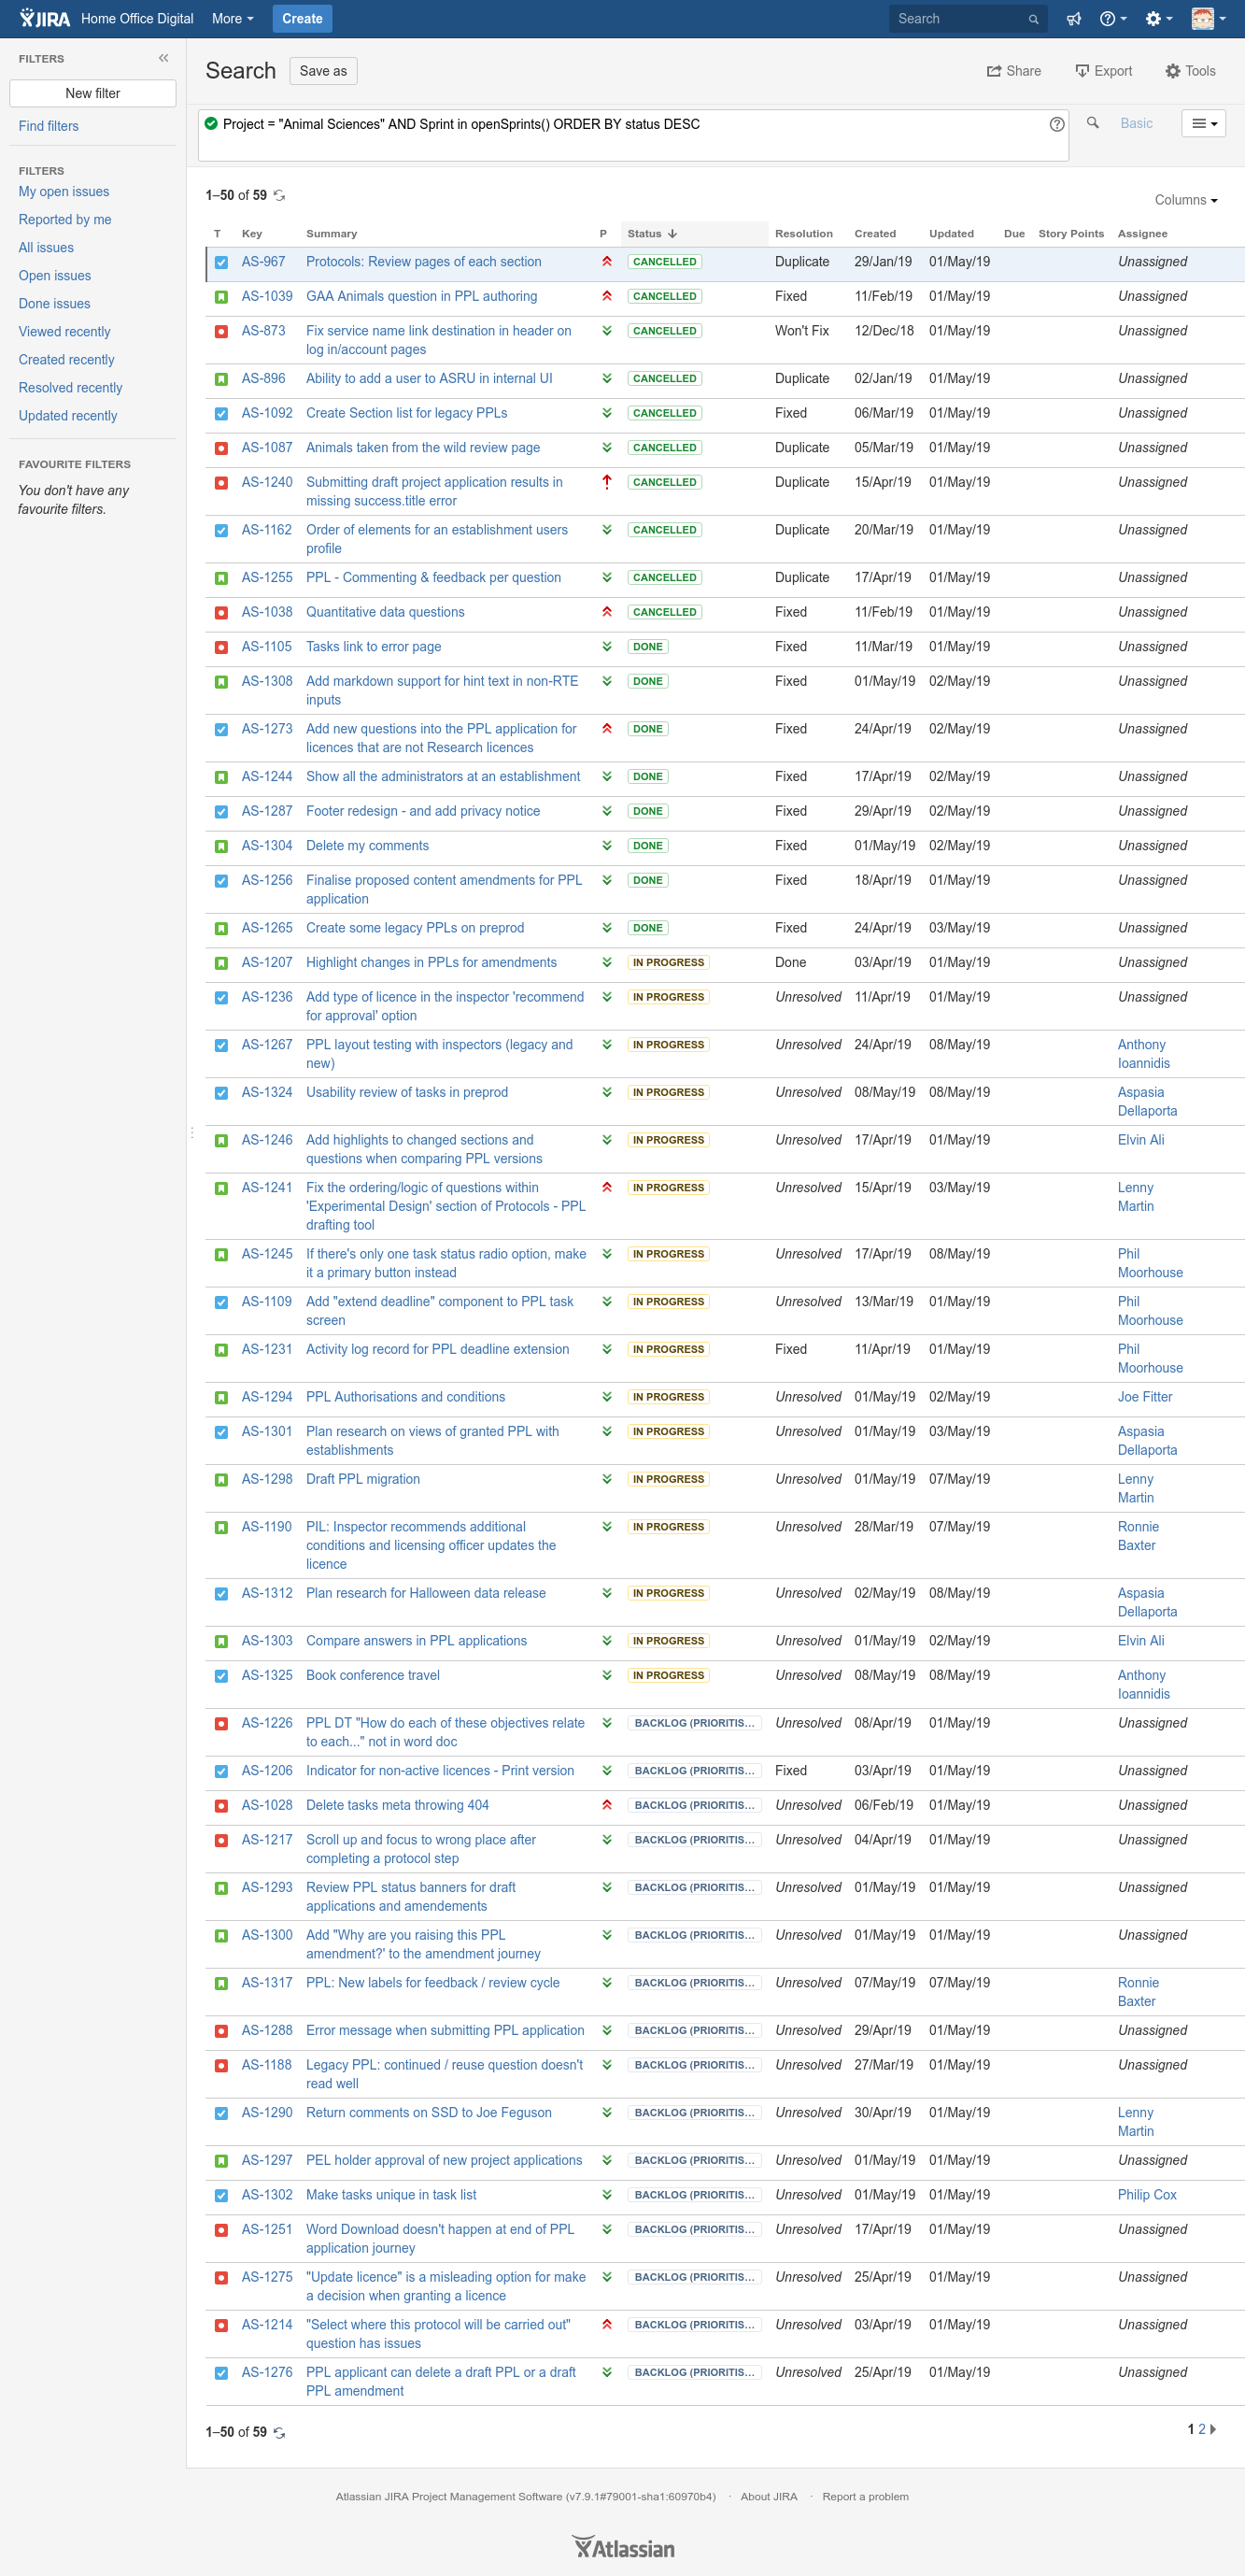 JIRA Home Office Digital More Create Search
FILTERS
New filter
Find filters
FILTERS
My open issues
Reported by me
All issues
Open issues
Done issues
Viewed recently
Created recently
Resolved recently
Updated recently
FAVOURITE FILTERS
You don't have any
favourite filters.
Search Save as Share Export Tools
Project = "Animal Sciences" AND Sprint in openSprints() ORDER BY status DESC Basic
1–50 of 59
Columns
T Key Summary P Status Resolution Created Updated Due Story Points Assignee
AS-967 Protocols: Review pages of each section CANCELLED Duplicate 29/Jan/19 01/May/19 Unassigned
AS-1039 GAA Animals question in PPL authoring CANCELLED Fixed 11/Feb/19 01/May/19 Unassigned
AS-873 Fix service name link destination in header on CANCELLED Won't Fix 12/Dec/18 01/May/19 Unassigned
log in/account pages
AS-896 Ability to add a user to ASRU in internal UI CANCELLED Duplicate 02/Jan/19 01/May/19 Unassigned
AS-1092 Create Section list for legacy PPLs CANCELLED Fixed 06/Mar/19 01/May/19 Unassigned
AS-1087 Animals taken from the wild review page CANCELLED Duplicate 05/Mar/19 01/May/19 Unassigned
AS-1240 Submitting draft project application results in CANCELLED Duplicate 15/Apr/19 01/May/19 Unassigned
missing success.title error
AS-1162 Order of elements for an establishment users CANCELLED Duplicate 20/Mar/19 01/May/19 Unassigned
profile
AS-1255 PPL - Commenting & feedback per question CANCELLED Duplicate 17/Apr/19 01/May/19 Unassigned
AS-1038 Quantitative data questions CANCELLED Fixed 11/Feb/19 01/May/19 Unassigned
AS-1105 Tasks link to error page DONE Fixed 11/Mar/19 01/May/19 Unassigned
AS-1308 Add markdown support for hint text in non-RTE DONE Fixed 01/May/19 02/May/19 Unassigned
inputs
AS-1273 Add new questions into the PPL application for DONE Fixed 24/Apr/19 02/May/19 Unassigned
licences that are not Research licences
AS-1244 Show all the administrators at an establishment DONE Fixed 17/Apr/19 02/May/19 Unassigned
AS-1287 Footer redesign - and add privacy notice DONE Fixed 29/Apr/19 02/May/19 Unassigned
AS-1304 Delete my comments DONE Fixed 01/May/19 02/May/19 Unassigned
AS-1256 Finalise proposed content amendments for PPL DONE Fixed 18/Apr/19 01/May/19 Unassigned
application
AS-1265 Create some legacy PPLs on preprod DONE Fixed 24/Apr/19 03/May/19 Unassigned
AS-1207 Highlight changes in PPLs for amendments IN PROGRESS Done 03/Apr/19 01/May/19 Unassigned
AS-1236 Add type of licence in the inspector 'recommend IN PROGRESS Unresolved 11/Apr/19 01/May/19 Unassigned
for approval' option
AS-1267 PPL layout testing with inspectors (legacy and IN PROGRESS Unresolved 24/Apr/19 08/May/19 Anthony
new) Ioannidis
AS-1324 Usability review of tasks in preprod IN PROGRESS Unresolved 08/May/19 08/May/19 Aspasia
Dellaporta
AS-1246 Add highlights to changed sections and IN PROGRESS Unresolved 17/Apr/19 01/May/19 Elvin Ali
questions when comparing PPL versions
AS-1241 Fix the ordering/logic of questions within IN PROGRESS Unresolved 15/Apr/19 03/May/19 Lenny
'Experimental Design' section of Protocols - PPL Martin
drafting tool
AS-1245 If there's only one task status radio option, make IN PROGRESS Unresolved 17/Apr/19 08/May/19 Phil
it a primary button instead Moorhouse
AS-1109 Add "extend deadline" component to PPL task IN PROGRESS Unresolved 13/Mar/19 01/May/19 Phil
screen Moorhouse
AS-1231 Activity log record for PPL deadline extension IN PROGRESS Fixed 11/Apr/19 01/May/19 Phil
Moorhouse
AS-1294 PPL Authorisations and conditions IN PROGRESS Unresolved 01/May/19 02/May/19 Joe Fitter
AS-1301 Plan research on views of granted PPL with IN PROGRESS Unresolved 01/May/19 03/May/19 Aspasia
establishments Dellaporta
AS-1298 Draft PPL migration IN PROGRESS Unresolved 01/May/19 07/May/19 Lenny
Martin
AS-1190 PIL: Inspector recommends additional IN PROGRESS Unresolved 28/Mar/19 07/May/19 Ronnie
conditions and licensing officer updates the Baxter
licence
AS-1312 Plan research for Halloween data release IN PROGRESS Unresolved 02/May/19 08/May/19 Aspasia
Dellaporta
AS-1303 Compare answers in PPL applications IN PROGRESS Unresolved 01/May/19 02/May/19 Elvin Ali
AS-1325 Book conference travel IN PROGRESS Unresolved 08/May/19 08/May/19 Anthony
Ioannidis
AS-1226 PPL DT "How do each of these objectives relate BACKLOG (PRIORITIS... Unresolved 08/Apr/19 01/May/19 Unassigned
to each..." not in word doc
AS-1206 Indicator for non-active licences - Print version BACKLOG (PRIORITIS... Fixed 03/Apr/19 01/May/19 Unassigned
AS-1028 Delete tasks meta throwing 404 BACKLOG (PRIORITIS... Unresolved 06/Feb/19 01/May/19 Unassigned
AS-1217 Scroll up and focus to wrong place after BACKLOG (PRIORITIS... Unresolved 04/Apr/19 01/May/19 Unassigned
completing a protocol step
AS-1293 Review PPL status banners for draft BACKLOG (PRIORITIS... Unresolved 01/May/19 01/May/19 Unassigned
applications and amendements
AS-1300 Add "Why are you raising this PPL BACKLOG (PRIORITIS... Unresolved 01/May/19 01/May/19 Unassigned
amendment?' to the amendment journey
AS-1317 PPL: New labels for feedback / review cycle BACKLOG (PRIORITIS... Unresolved 07/May/19 07/May/19 Ronnie
Baxter
AS-1288 Error message when submitting PPL application BACKLOG (PRIORITIS... Unresolved 29/Apr/19 01/May/19 Unassigned
AS-1188 Legacy PPL: continued / reuse question doesn't BACKLOG (PRIORITIS... Unresolved 27/Mar/19 01/May/19 Unassigned
read well
AS-1290 Return comments on SSD to Joe Feguson BACKLOG (PRIORITIS... Unresolved 30/Apr/19 01/May/19 Lenny
Martin
AS-1297 PEL holder approval of new project applications BACKLOG (PRIORITIS... Unresolved 01/May/19 01/May/19 Unassigned
AS-1302 Make tasks unique in task list BACKLOG (PRIORITIS... Unresolved 01/May/19 01/May/19 Philip Cox
AS-1251 Word Download doesn't happen at end of PPL BACKLOG (PRIORITIS... Unresolved 17/Apr/19 01/May/19 Unassigned
application journey
AS-1275 "Update licence" is a misleading option for make BACKLOG (PRIORITIS... Unresolved 25/Apr/19 01/May/19 Unassigned
a decision when granting a licence
AS-1214 "Select where this protocol will be carried out" BACKLOG (PRIORITIS... Unresolved 03/Apr/19 01/May/19 Unassigned
question has issues
AS-1276 PPL applicant can delete a draft PPL or a draft BACKLOG (PRIORITIS... Unresolved 25/Apr/19 01/May/19 Unassigned
PPL amendment
1–50 of 59 1 2
Atlassian JIRA Project Management Software (v7.9.1#79001-sha1:60970b4) · About JIRA · Report a problem
Atlassian